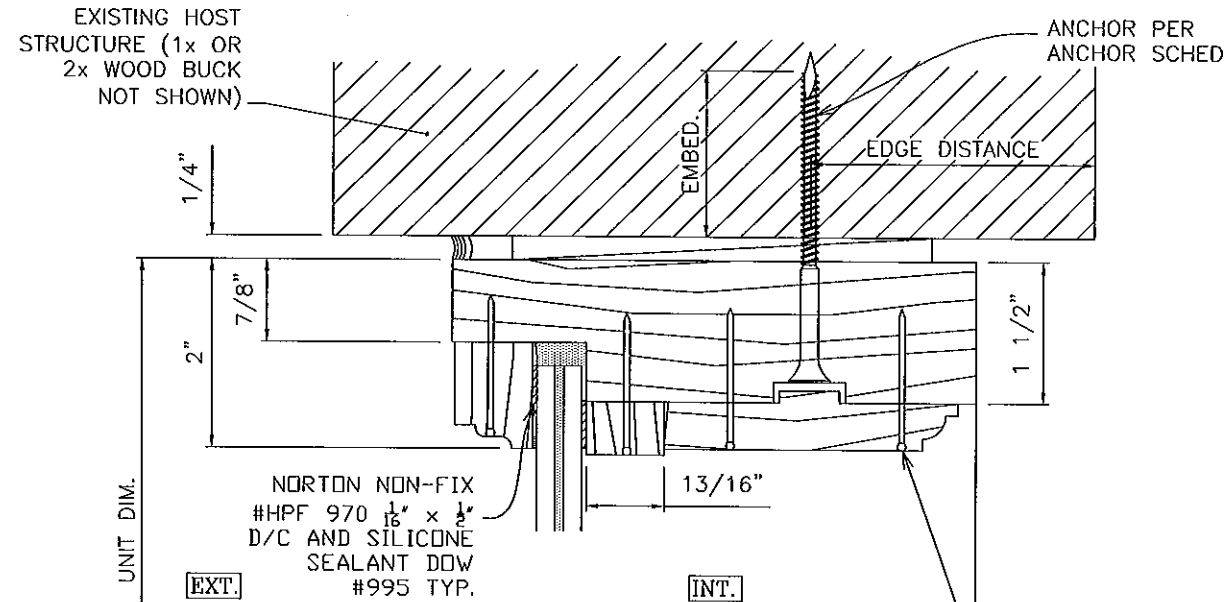 EXISTING HOST
STRUCTURE (1x OR
2x WOOD BUCK
NOT SHOWN)
ANCHOR PER
ANCHOR SCHED
EMBED.
EDGE DISTANCE
1/4"
7/8"
2"
1 1/2"
13/16"
NORTON NON-FIX
#HPF 970 1/16" x 1/2"
D/C AND SILICONE
SEALANT DOW
#995 TYP.
UNIT DIM.
EXT.
INT.